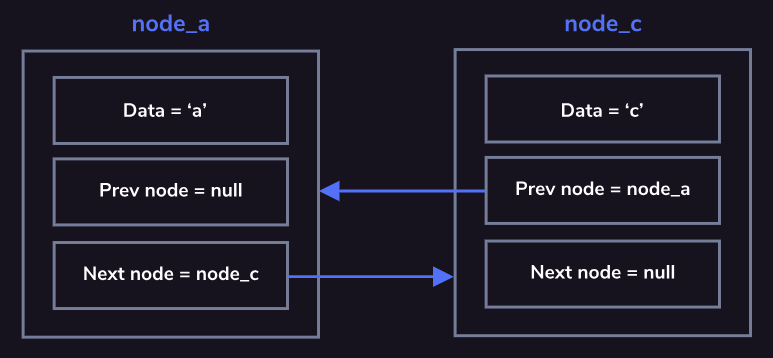 node_a
Data = ‘a’
Prev node = null
Next node = node_c
node_c
Data = ‘c’
Prev node = node_a
Next node = null